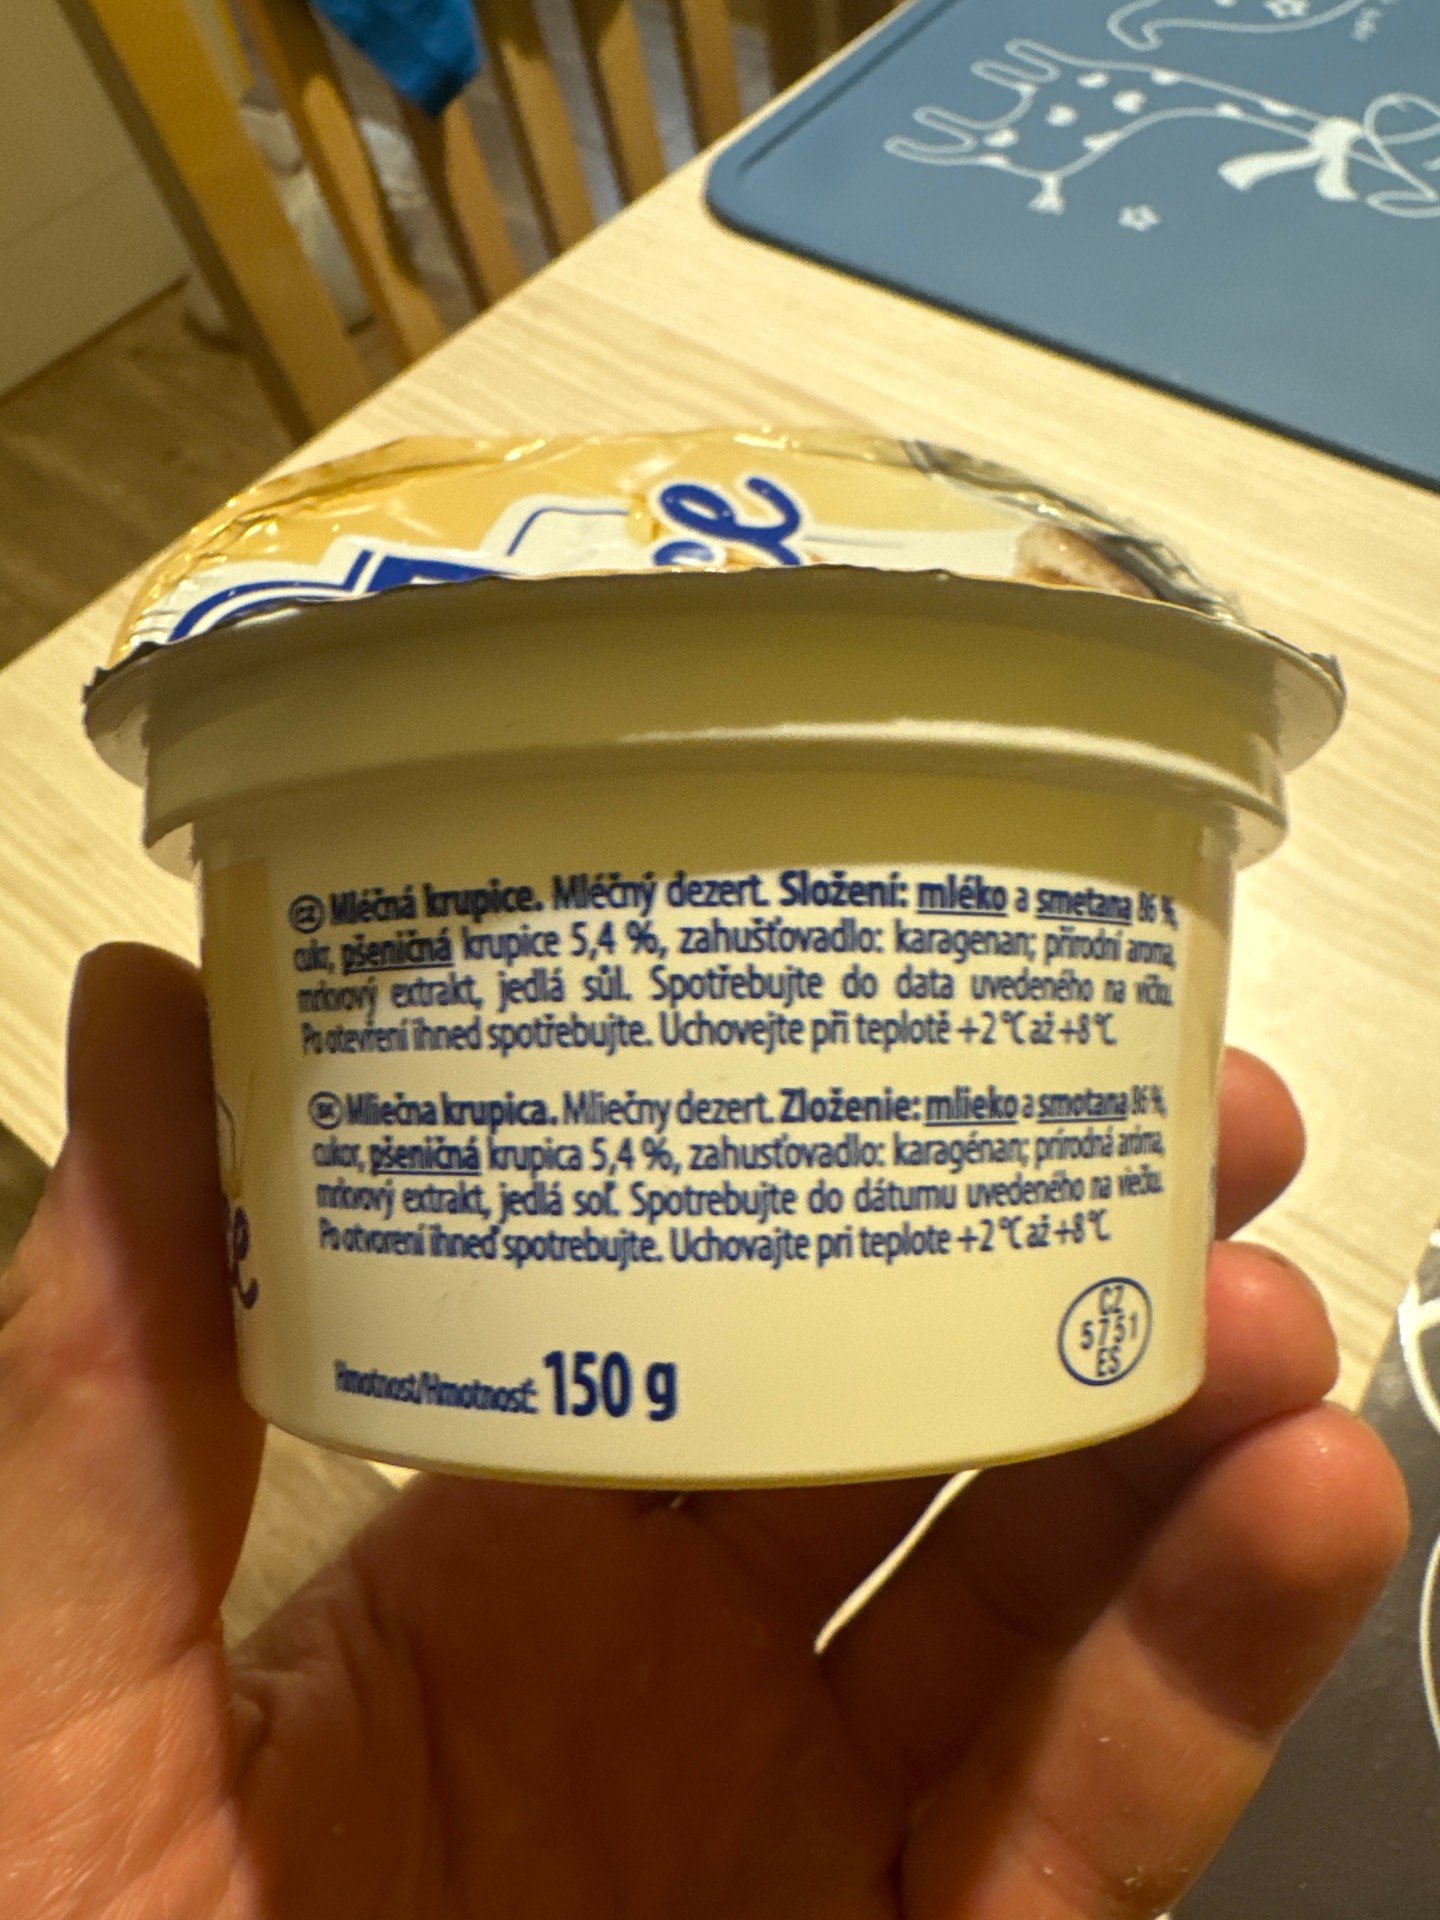 CZ Mléčná krupice. Mléčný dezert. Složení: mléko a smetana 86 %,
cukr, pšeničná krupice 5,4 %, zahušťovadlo: karagenan; přírodní aroma,
mrkvový extrakt, jedlá sůl. Spotřebujte do data uvedeného na víčku.
Po otevření ihned spotřebujte. Uchovejte při teplotě +2 °C až +8 °C.
SK Mliečna krupica. Mliečny dezert. Zloženie: mlieko a smotana 86 %,
cukor, pšeničná krupica 5,4 %, zahusťovadlo: karagénan; prírodná aróma,
mrkvový extrakt, jedlá soľ. Spotrebujte do dátumu uvedeného na viečku.
Po otvorení ihneď spotrebujte. Uchovajte pri teplote +2 °C až +8 °C.
CZ
5731
ES
Hmotnost/Hmotnosť: 150 g